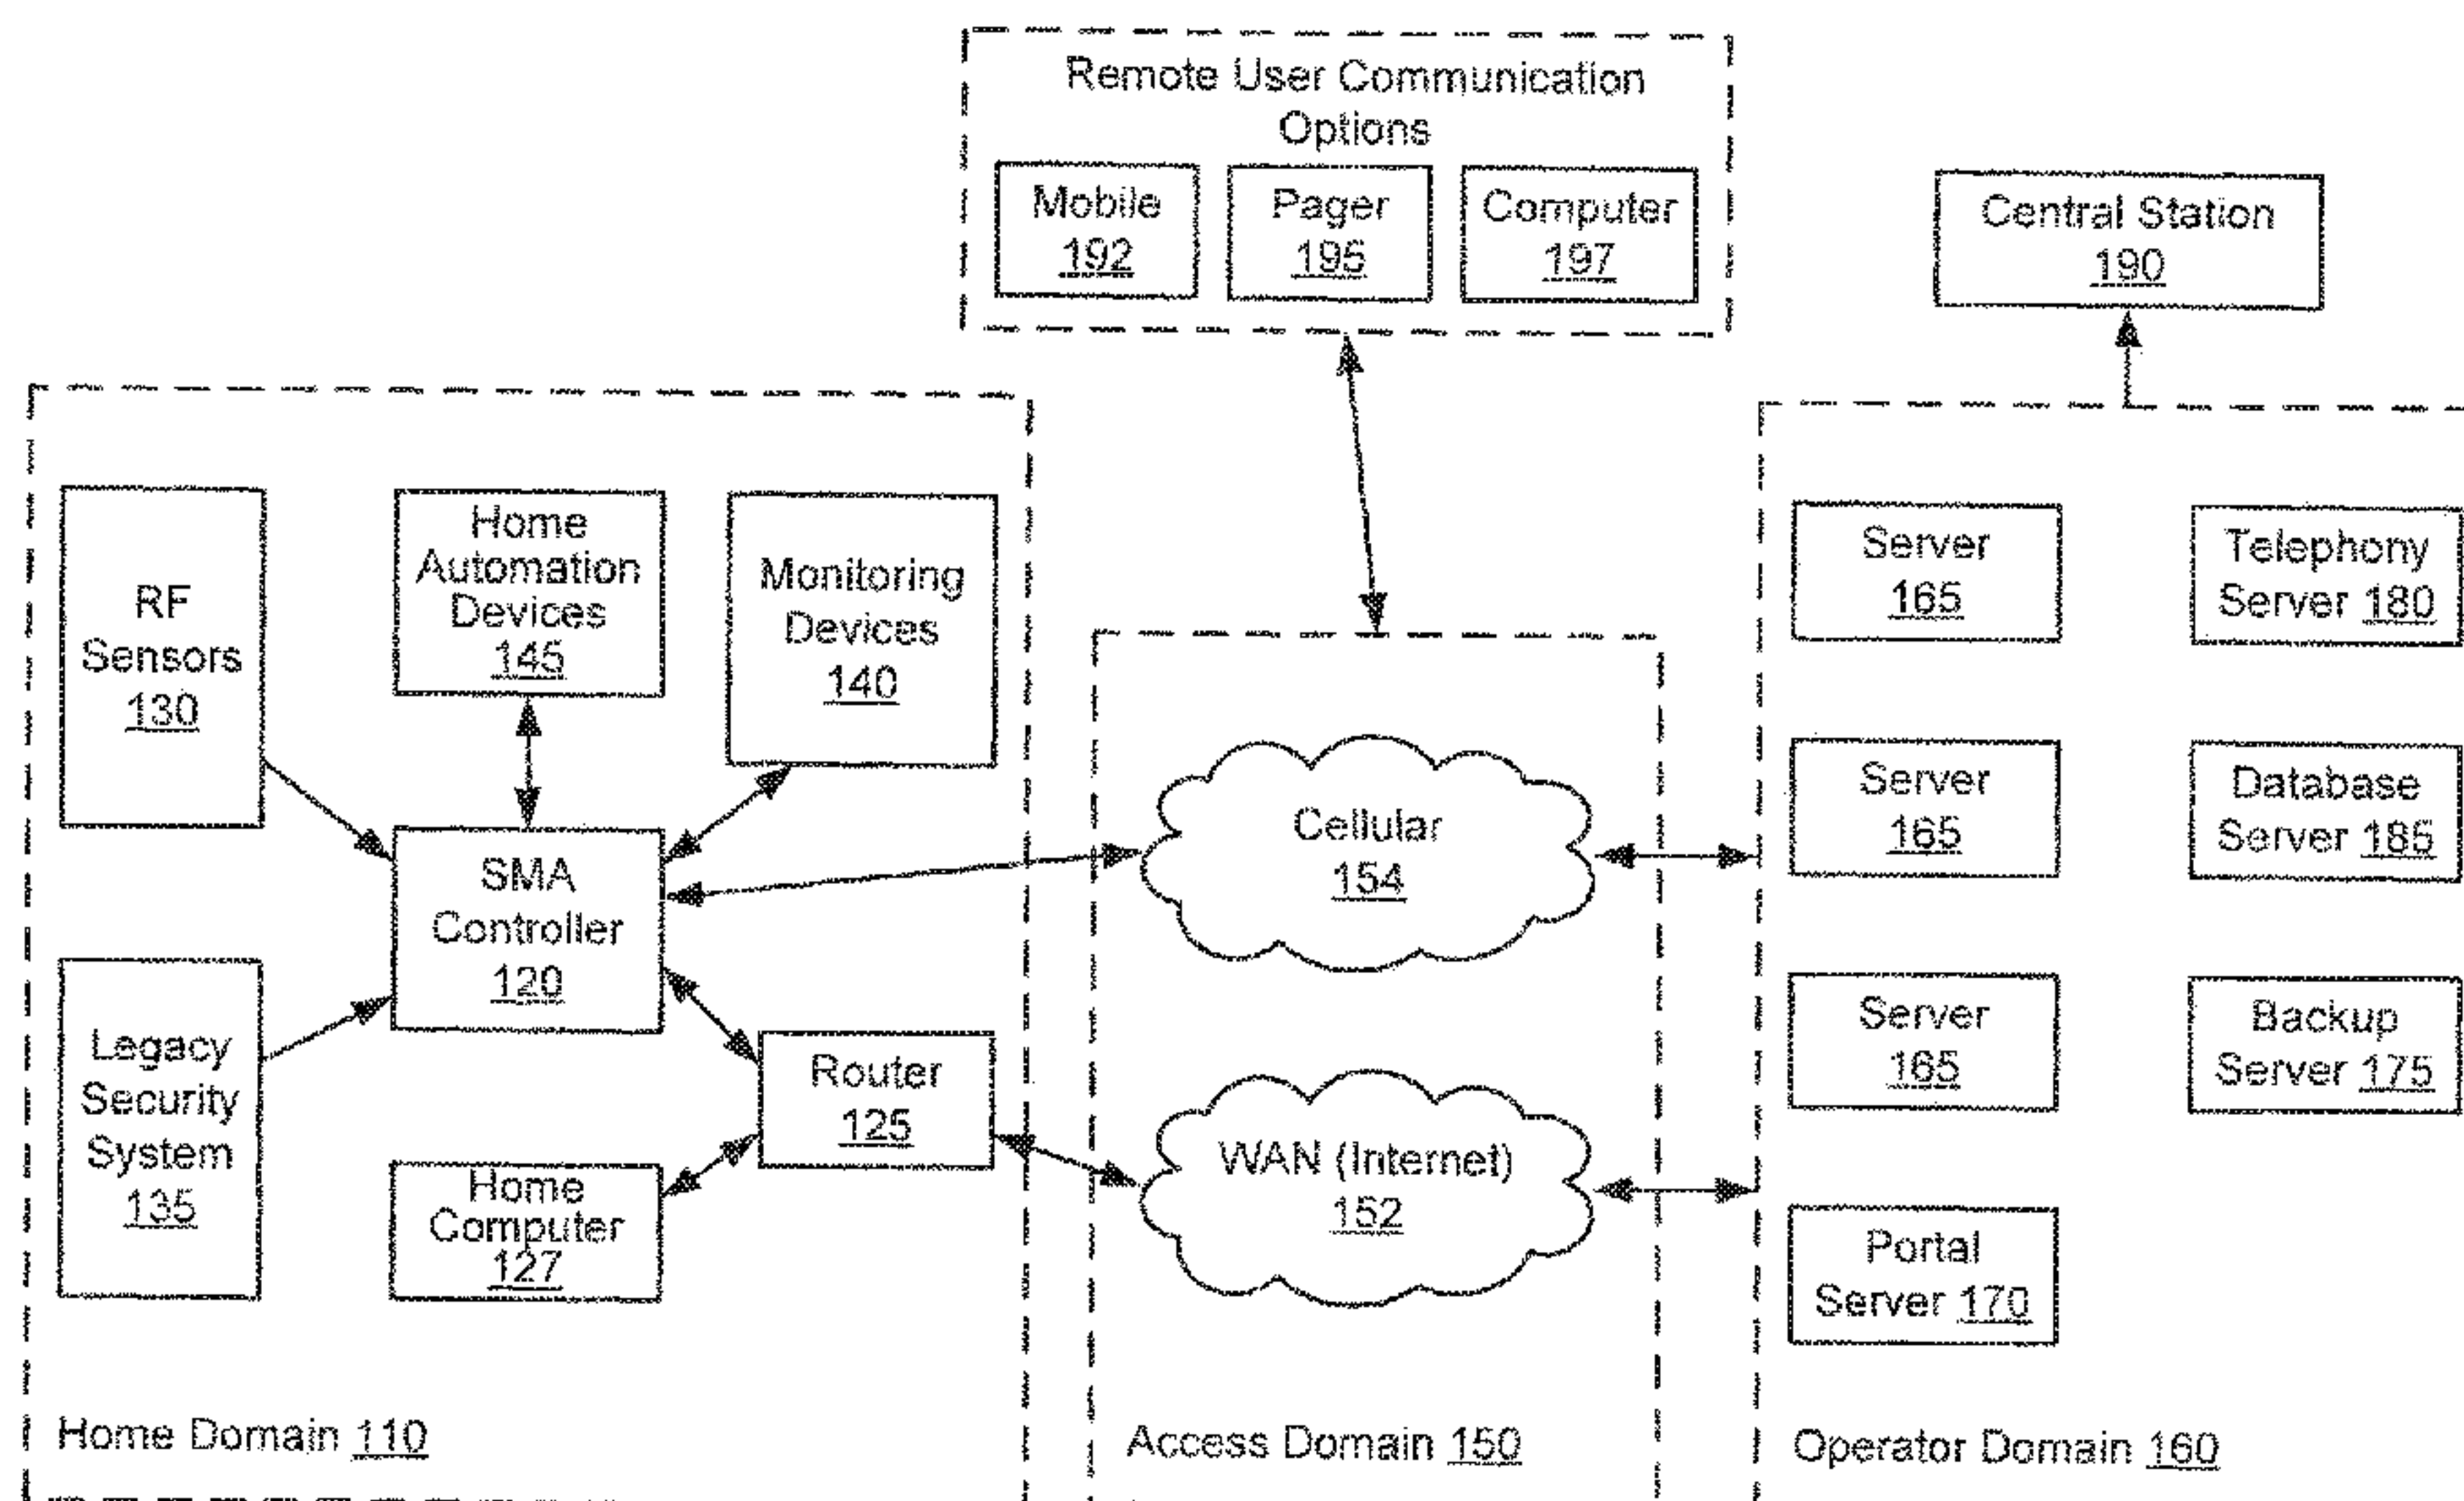 Remote User Communication
Options
Mobile
192
Pager
195
Computer
197
Central Station
190
RF
Sensors
130
Home
Automation
Devices
145
Monitoring
Devices
140
SMA
Controller
120
Legacy
Security
System
135
Router
125
Home
Computer
127
Home Domain 110
Cellular
154
WAN (Internet)
152
Access Domain 150
Server
165
Telephony
Server 180
Server
165
Database
Server 185
Server
165
Backup
Server 175
Portal
Server 170
Operator Domain 160